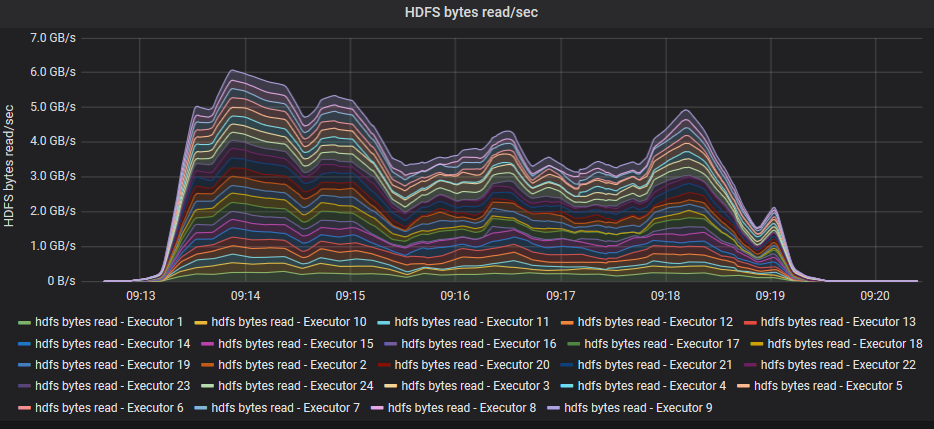 HDFS bytes read/sec
HDFS bytes read/sec
7.0 GB/s
6.0 GB/s
5.0 GB/s
4.0 GB/s
3.0 GB/s
2.0 GB/s
1.0 GB/s
0 B/s
09:13 09:14 09:15 09:16 09:17 09:18 09:19 09:20
hdfs bytes read - Executor 1 hdfs bytes read - Executor 10 hdfs bytes read - Executor 11 hdfs bytes read - Executor 12 hdfs bytes read - Executor 13
hdfs bytes read - Executor 14 hdfs bytes read - Executor 15 hdfs bytes read - Executor 16 hdfs bytes read - Executor 17 hdfs bytes read - Executor 18
hdfs bytes read - Executor 19 hdfs bytes read - Executor 2 hdfs bytes read - Executor 20 hdfs bytes read - Executor 21 hdfs bytes read - Executor 22
hdfs bytes read - Executor 23 hdfs bytes read - Executor 24 hdfs bytes read - Executor 3 hdfs bytes read - Executor 4 hdfs bytes read - Executor 5
hdfs bytes read - Executor 6 hdfs bytes read - Executor 7 hdfs bytes read - Executor 8 hdfs bytes read - Executor 9